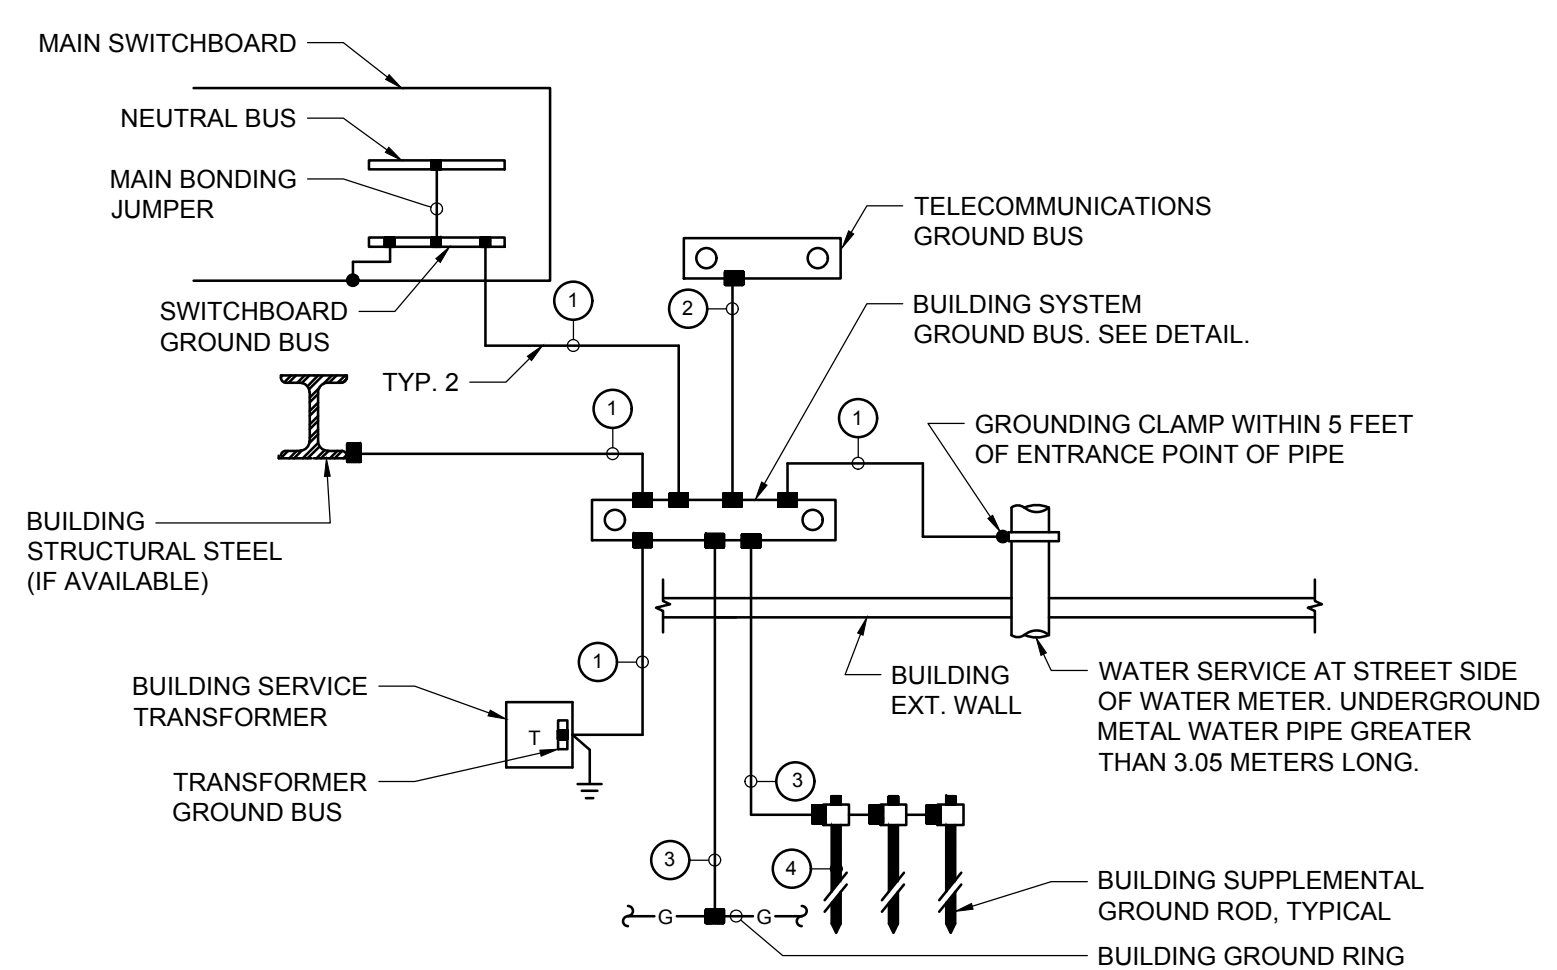 MAIN SWITCHBOARD
NEUTRAL BUS
MAIN BONDING
JUMPER
TELECOMMUNICATIONS
GROUND BUS
SWITCHBOARD
GROUND BUS
1
2
BUILDING SYSTEM
GROUND BUS. SEE DETAIL.
TYP. 2
1
1
GROUNDING CLAMP WITHIN 5 FEET
OF ENTRANCE POINT OF PIPE
BUILDING
STRUCTURAL STEEL
(IF AVAILABLE)
1
BUILDING
EXT. WALL
WATER SERVICE AT STREET SIDE
OF WATER METER. UNDERGROUND
METAL WATER PIPE GREATER
THAN 3.05 METERS LONG.
BUILDING SERVICE
TRANSFORMER
T
TRANSFORMER
GROUND BUS
3
3
4
BUILDING SUPPLEMENTAL
GROUND ROD, TYPICAL
G
G
BUILDING GROUND RING